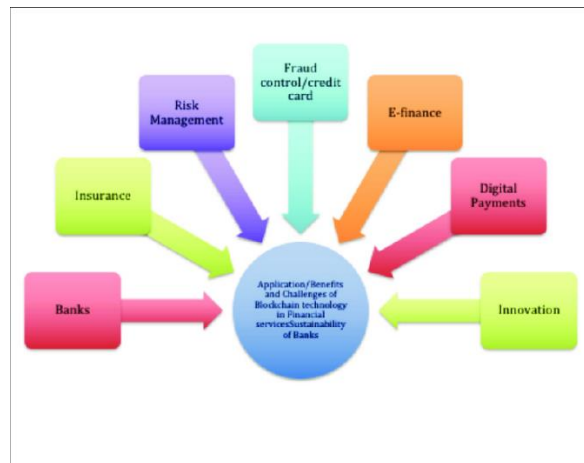 Fraud
control/credit
card
Risk
Management
E-finance
Insurance
Digital
Payments
Banks
Application/Benefits
and Challenges of
Blockchain technology
in Financial
servicesSustainability
of Banks
Innovation